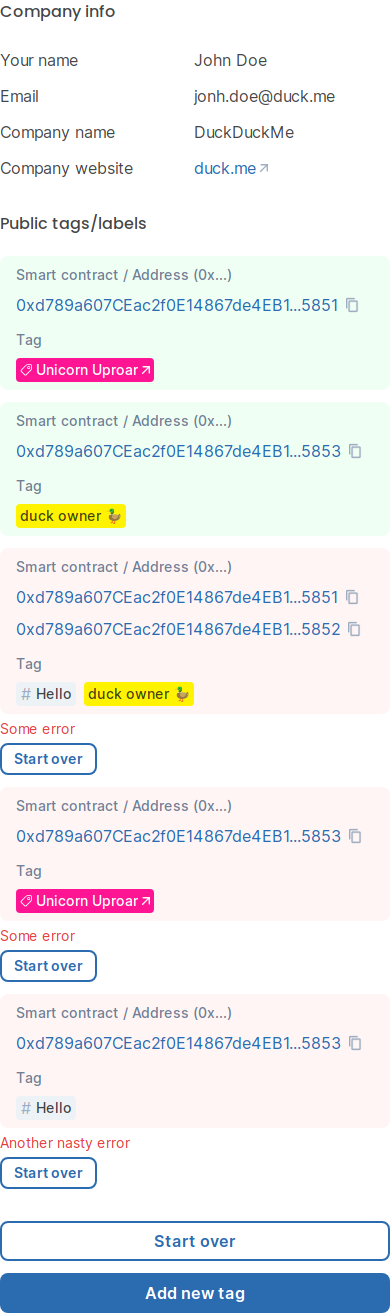 Company info
Your name John Doe
Email jonh.doe@duck.me
Company name DuckDuckMe
Company website duck.me
Public tags/labels
Smart contract / Address (0x...)
0xd789a607CEac2f0E14867de4EB1...5851
Tag
Unicorn Uproar
Smart contract / Address (0x...)
0xd789a607CEac2f0E14867de4EB1...5853
Tag
duck owner 🦆
Smart contract / Address (0x...)
0xd789a607CEac2f0E14867de4EB1...5851
0xd789a607CEac2f0E14867de4EB1...5852
Tag
# Hello duck owner 🦆
Some error
Start over
Smart contract / Address (0x...)
0xd789a607CEac2f0E14867de4EB1...5853
Tag
Unicorn Uproar
Some error
Start over
Smart contract / Address (0x...)
0xd789a607CEac2f0E14867de4EB1...5853
Tag
# Hello
Another nasty error
Start over
Start over
Add new tag